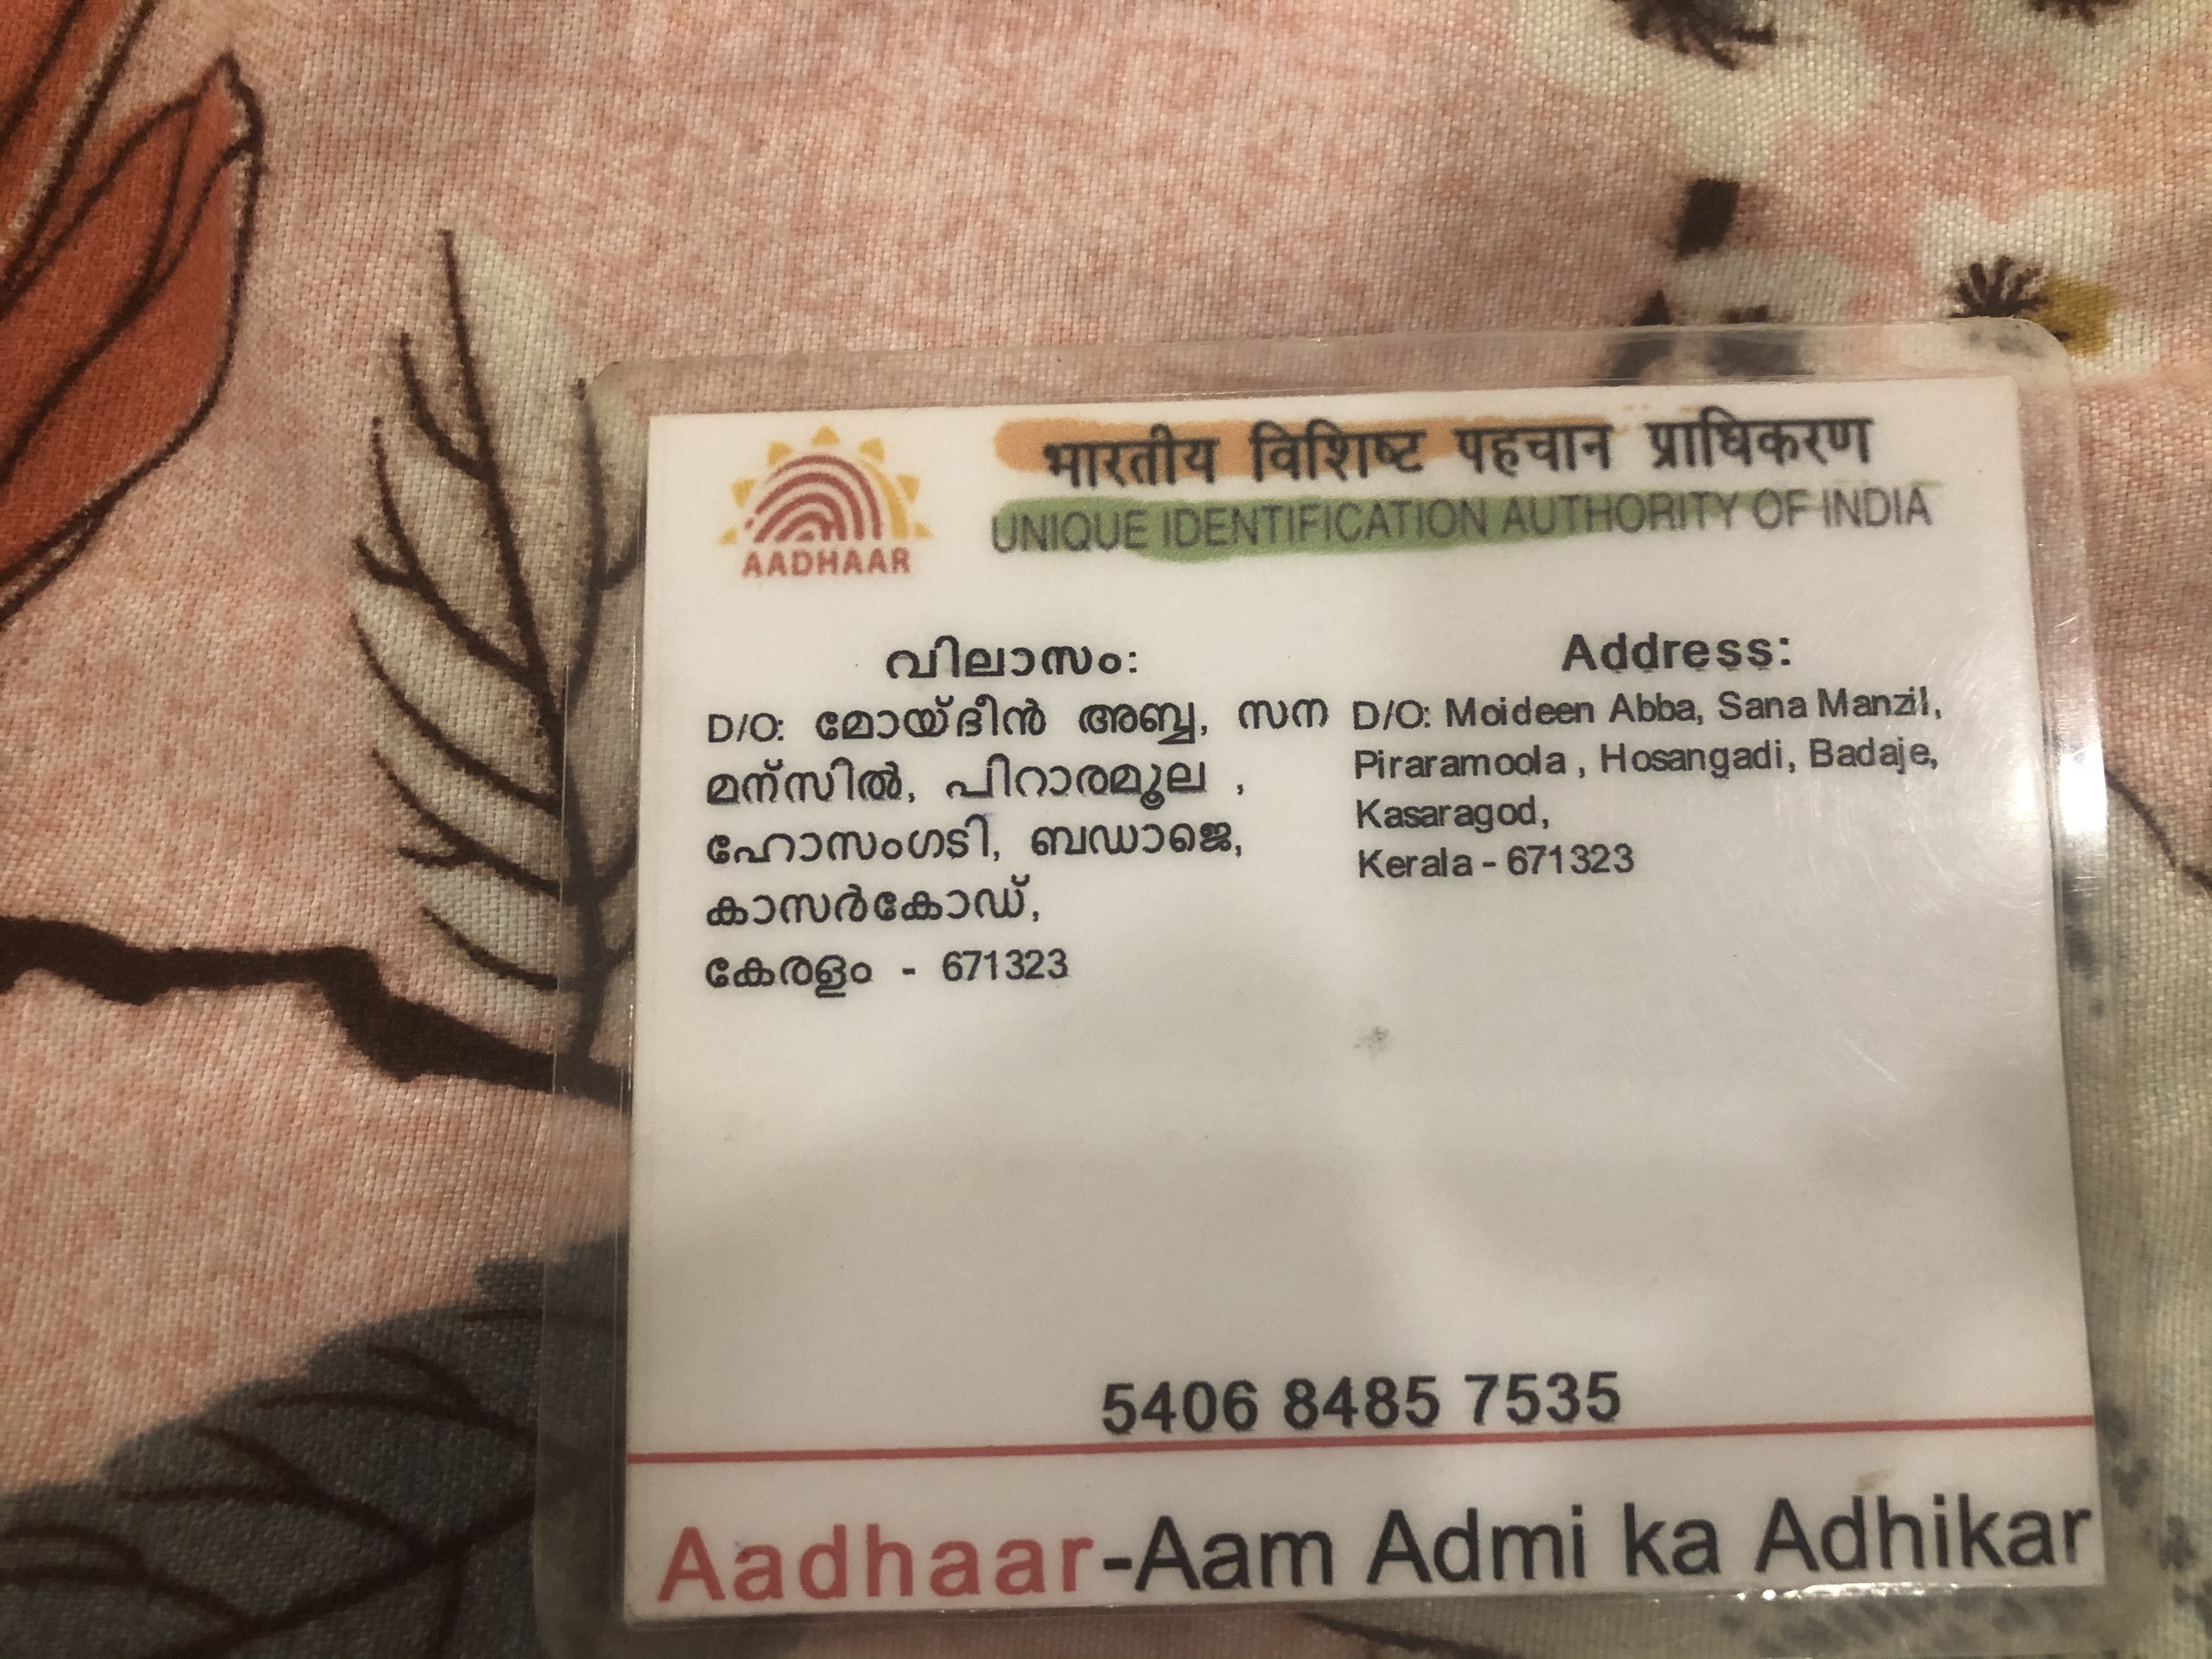 भारतीय विशिष्ट पहचान प्राधिकरण
UNIQUE IDENTIFICATION AUTHORITY OF INDIA
AADHAAR
വിലാസം:
D/O: മോയ്ദീൻ അബ്ബ, സന
മന്സിൽ, പിറാരമൂല ,
ഹോസംഗടി, ബഡാജെ,
കാസർകോഡ്,
കേരളം - 671323
Address:
D/O: Moideen Abba, Sana Manzil,
Piraramoola , Hosangadi, Badaje,
Kasaragod,
Kerala - 671323
5406 8485 7535
Aadhaar-Aam Admi ka Adhikar